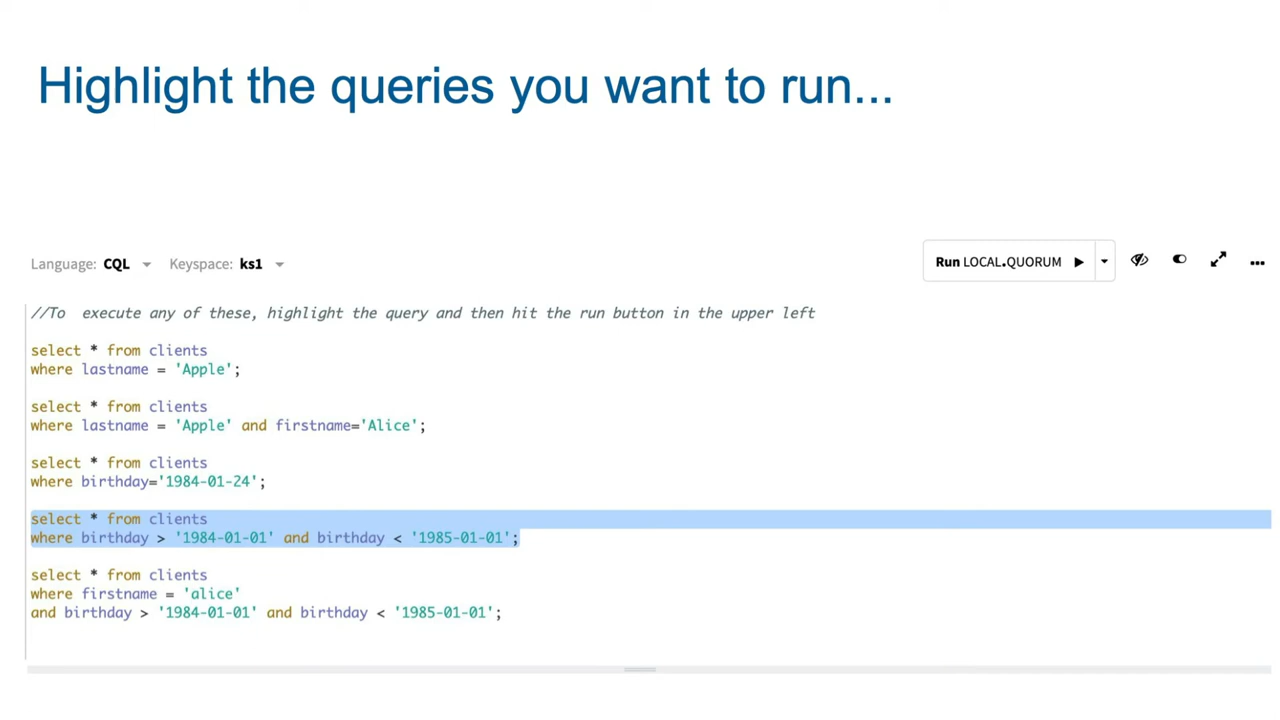 Highlight the queries you want to run...
Language: CQL Keyspace: ks1 Run LOCAL.QUORUM
//To  execute any of these, highlight the query and then hit the run button in the upper left
select * from clients
where lastname = 'Apple';
select * from clients
where lastname = 'Apple' and firstname='Alice';
select * from clients
where birthday='1984-01-24';
select * from clients
where birthday > '1984-01-01' and birthday < '1985-01-01';
select * from clients
where firstname = 'alice'
and birthday > '1984-01-01' and birthday < '1985-01-01';